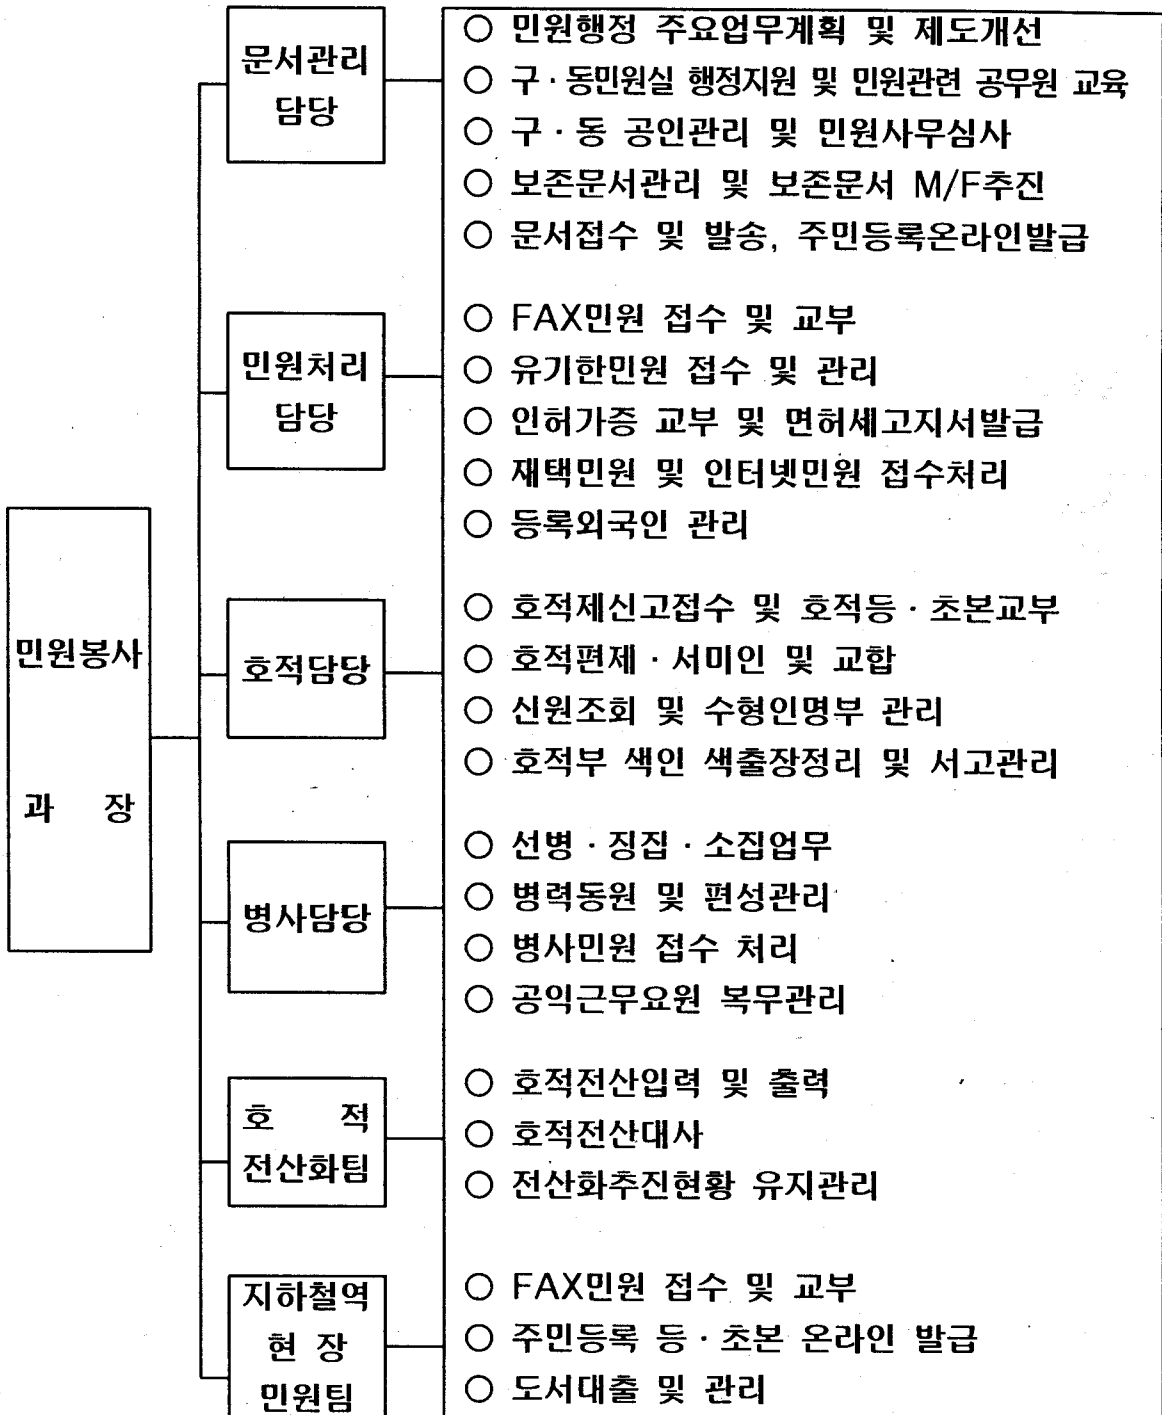 문서관리
담당
○ 민원행정 주요업무계획 및 제도개선
○ 구·동민원실 행정지원 및 민원관련 공무원 교육
○ 구·동 공인관리 및 민원사무심사
○ 보존문서관리 및 보존문서 M/F추진
○ 문서접수 및 발송, 주민등록온라인발급
민원처리
담당
○ FAX민원 접수 및 교부
○ 유기한민원 접수 및 관리
○ 인허가증 교부 및 면허세고지서발급
○ 재택민원 및 인터넷민원 접수처리
○ 등록외국인 관리
민원봉사
과 장
호적담당
○ 호적제신고접수 및 호적등·초본교부
○ 호적편제·서미인 및 교합
○ 신원조회 및 수형인명부 관리
○ 호적부 색인 색출장정리 및 서고관리
병사담당
○ 선병·징집·소집업무
○ 병력동원 및 편성관리
○ 병사민원 접수 처리
○ 공익근무요원 복무관리
호 적
전산화팀
○ 호적전산입력 및 출력
○ 호적전산대사
○ 전산화추진현황 유지관리
지하철역
현 장
민원팀
○ FAX민원 접수 및 교부
○ 주민등록 등·초본 온라인 발급
○ 도서대출 및 관리